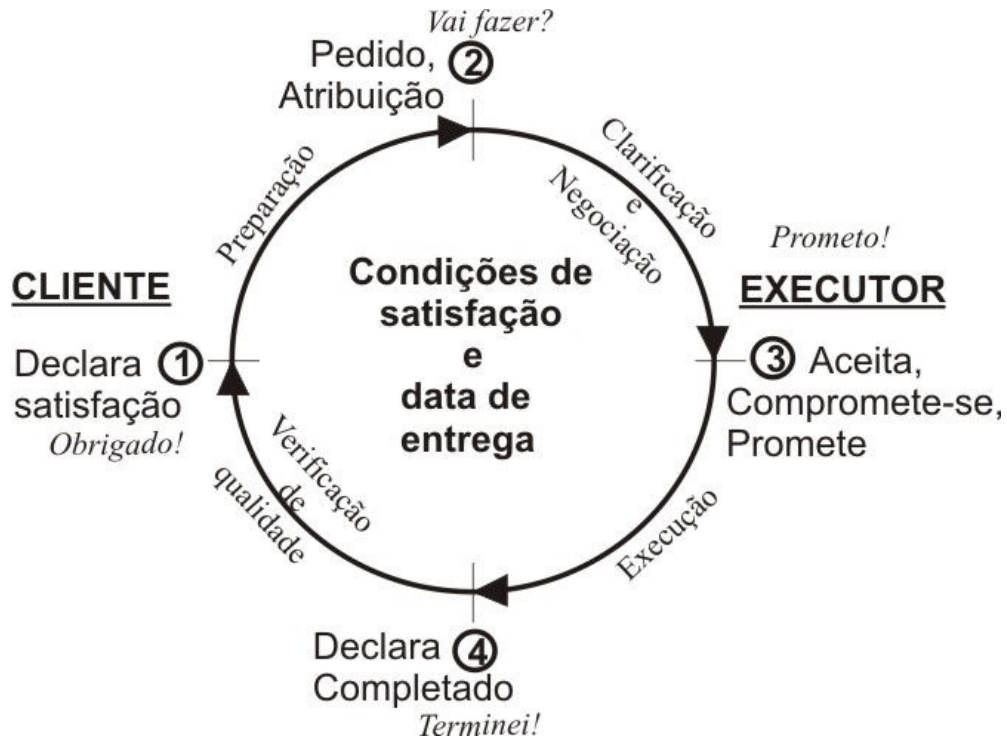 Vai fazer?
Pedido, 2
Atribuição
Preparação
Clarificação
e
Negociação
Prometo!
CLIENTE
EXECUTOR
Condições de
satisfação
e
data de
entrega
Declara 1
satisfação
Obrigado!
3 Aceita,
Compromete-se,
Promete
Verificação
de
qualidade
Execução
Declara 4
Completado
Terminei!